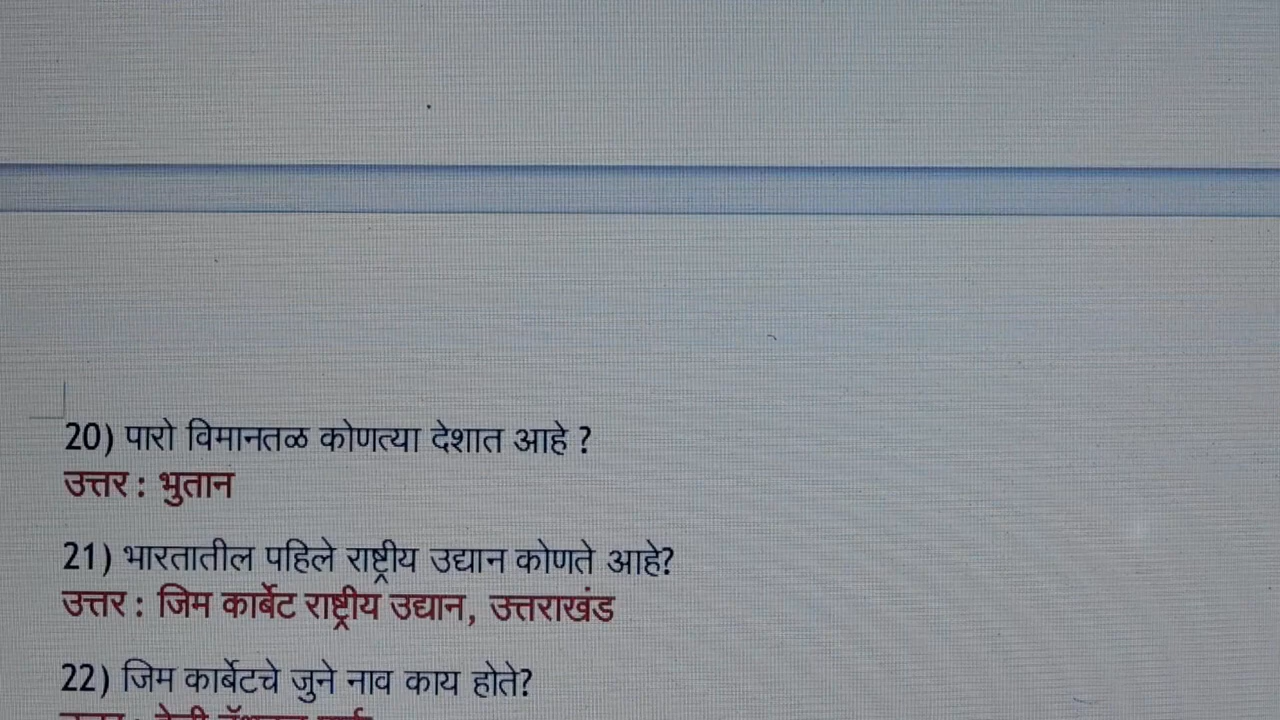 20) पारो विमानतळ कोणत्या देशात आहे ?
उत्तर : भुतान
21) भारतातील पहिले राष्ट्रीय उद्यान कोणते आहे?
उत्तर : जिम कार्बेट राष्ट्रीय उद्यान, उत्तराखंड
22) जिम कार्बेटचे जुने नाव काय होते?